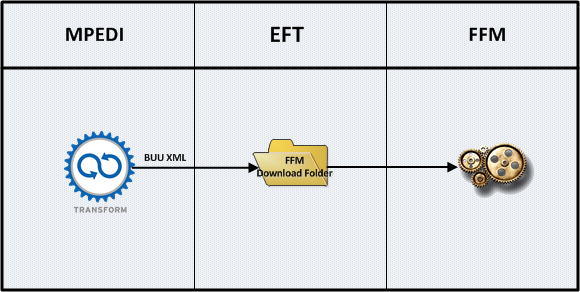 MPEDI
EFT
FFM
BUU XML
FFM
Download Folder
TRANSFORM